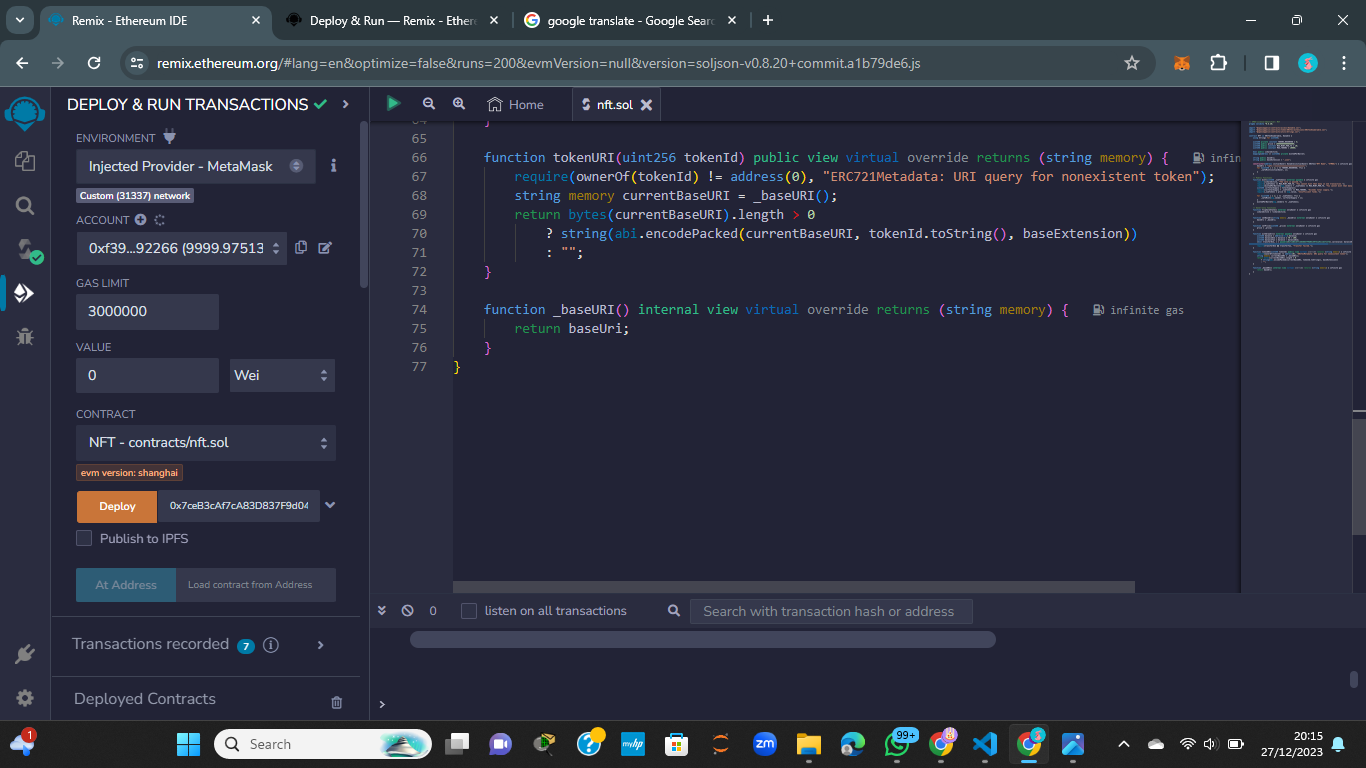 Remix - Ethereum IDE
Deploy & Run — Remix - Ether
google translate - Google Searc
remix.ethereum.org/#lang=en&optimize=false&runs=200&evmVersion=null&version=soljson-v0.8.20+commit.a1b79de6.js
DEPLOY & RUN TRANSACTIONS
ENVIRONMENT
Injected Provider - MetaMask
Custom (31337) network
ACCOUNT
0xf39...92266 (9999.97513
GAS LIMIT
3000000
VALUE
0
Wei
CONTRACT
NFT - contracts/nft.sol
evm version: shanghai
Deploy
0x7ceB3cAf7cA83D837F9d04
Publish to IPFS
At Address
Load contract from Address
Transactions recorded 7 i
Deployed Contracts
Home
nft.sol
64 }
65
66 function tokenURI(uint256 tokenId) public view virtual override returns (string memory) { infin
67 require(ownerOf(tokenId) != address(0), "ERC721Metadata: URI query for nonexistent token");
68 string memory currentBaseURI = _baseURI();
69 return bytes(currentBaseURI).length > 0
70 ? string(abi.encodePacked(currentBaseURI, tokenId.toString(), baseExtension))
71 : "";
72 }
73
74 function _baseURI() internal view virtual override returns (string memory) { infinite gas
75 return baseUri;
76 }
77 }
0
listen on all transactions
Search with transaction hash or address
>
1
Search
myhp
zm
99+
20:15
27/12/2023